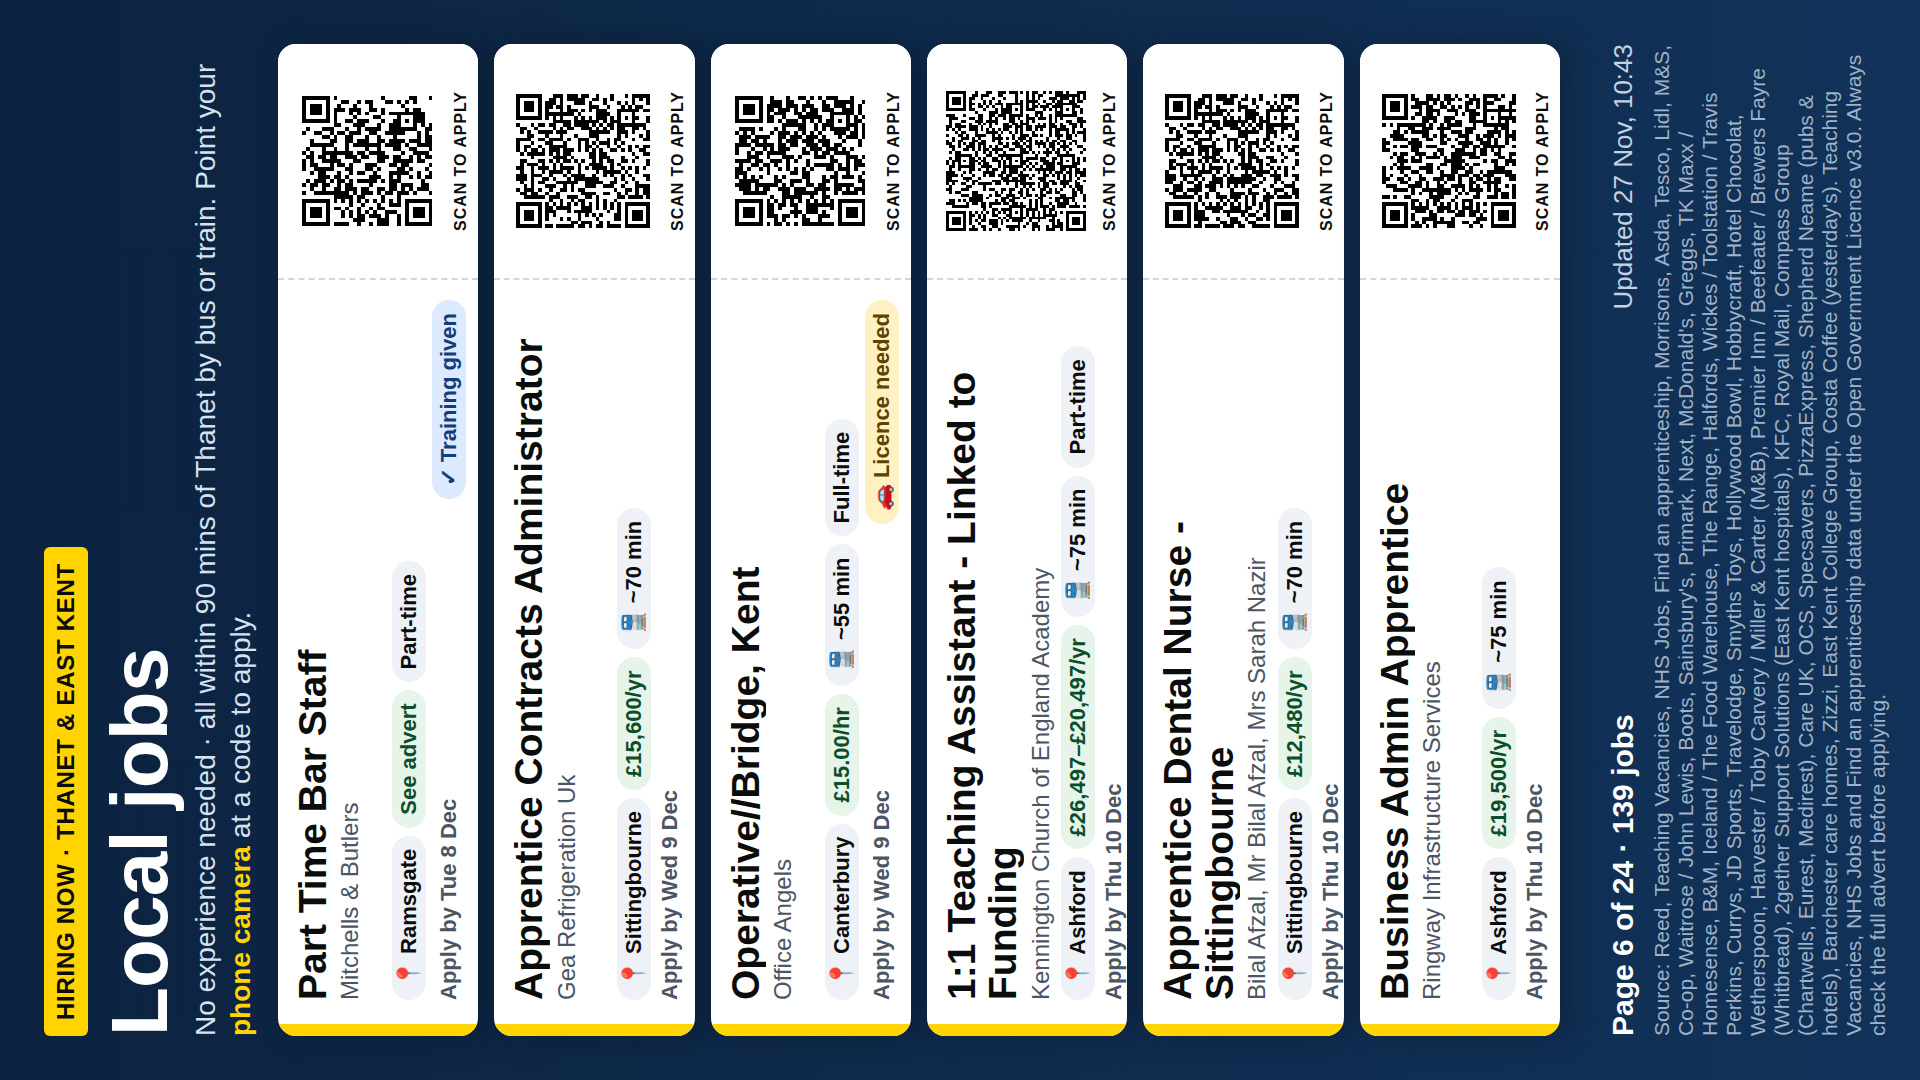 HIRING NOW · THANET & EAST KENT
Local jobs
No experience needed · all within 90 mins of Thanet by bus or train. Point your
phone camera at a code to apply.
Part Time Bar Staff
Mitchells & Butlers
📍 Ramsgate See advert Part-time
Apply by Tue 8 Dec
✓ Training given
SCAN TO APPLY
Apprentice Contracts Administrator
Gea Refrigeration Uk
📍 Sittingbourne £15,600/yr 🚆 ~70 min
Apply by Wed 9 Dec
SCAN TO APPLY
Operative//Bridge, Kent
Office Angels
📍 Canterbury £15.00/hr 🚆 ~55 min Full-time
Apply by Wed 9 Dec
🚗 Licence needed
SCAN TO APPLY
1:1 Teaching Assistant - Linked to
Funding
Kennington Church of England Academy
📍 Ashford £26,497–£20,497/yr 🚆 ~75 min Part-time
Apply by Thu 10 Dec
SCAN TO APPLY
Apprentice Dental Nurse -
Sittingbourne
Bilal Afzal, Mr Bilal Afzal, Mrs Sarah Nazir
📍 Sittingbourne £12,480/yr 🚆 ~70 min
Apply by Thu 10 Dec
SCAN TO APPLY
Business Admin Apprentice
Ringway Infrastructure Services
📍 Ashford £19,500/yr 🚆 ~75 min
Apply by Thu 10 Dec
SCAN TO APPLY
Page 6 of 24 · 139 jobs
Updated 27 Nov, 10:43
Source: Reed, Teaching Vacancies, NHS Jobs, Find an apprenticeship, Morrisons, Asda, Tesco, Lidl, M&S,
Co-op, Waitrose / John Lewis, Boots, Sainsbury's, Primark, Next, McDonald's, Greggs, TK Maxx /
Homesense, B&M, Iceland / The Food Warehouse, The Range, Halfords, Wickes / Toolstation / Travis
Perkins, Currys, JD Sports, Travelodge, Smyths Toys, Hollywood Bowl, Hobbycraft, Hotel Chocolat,
Wetherspoon, Harvester / Toby Carvery / Miller & Carter (M&B), Premier Inn / Beefeater / Brewers Fayre
(Whitbread), 2gether Support Solutions (East Kent hospitals), KFC, Royal Mail, Compass Group
(Chartwells, Eurest, Medirest), Care UK, OCS, Specsavers, PizzaExpress, Shepherd Neame (pubs &
hotels), Barchester care homes, Zizzi, East Kent College Group, Costa Coffee (yesterday's). Teaching
Vacancies, NHS Jobs and Find an apprenticeship data under the Open Government Licence v3.0. Always
check the full advert before applying.